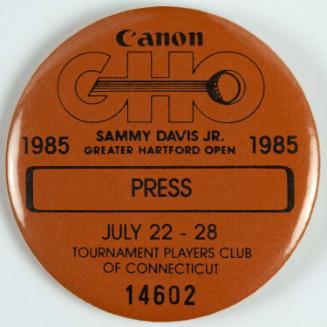 Canon
GHO
SAMMY DAVIS JR.
1985 GREATER HARTFORD OPEN 1985
PRESS
JULY 22 - 28
TOURNAMENT PLAYERS CLUB
OF CONNECTICUT
14602